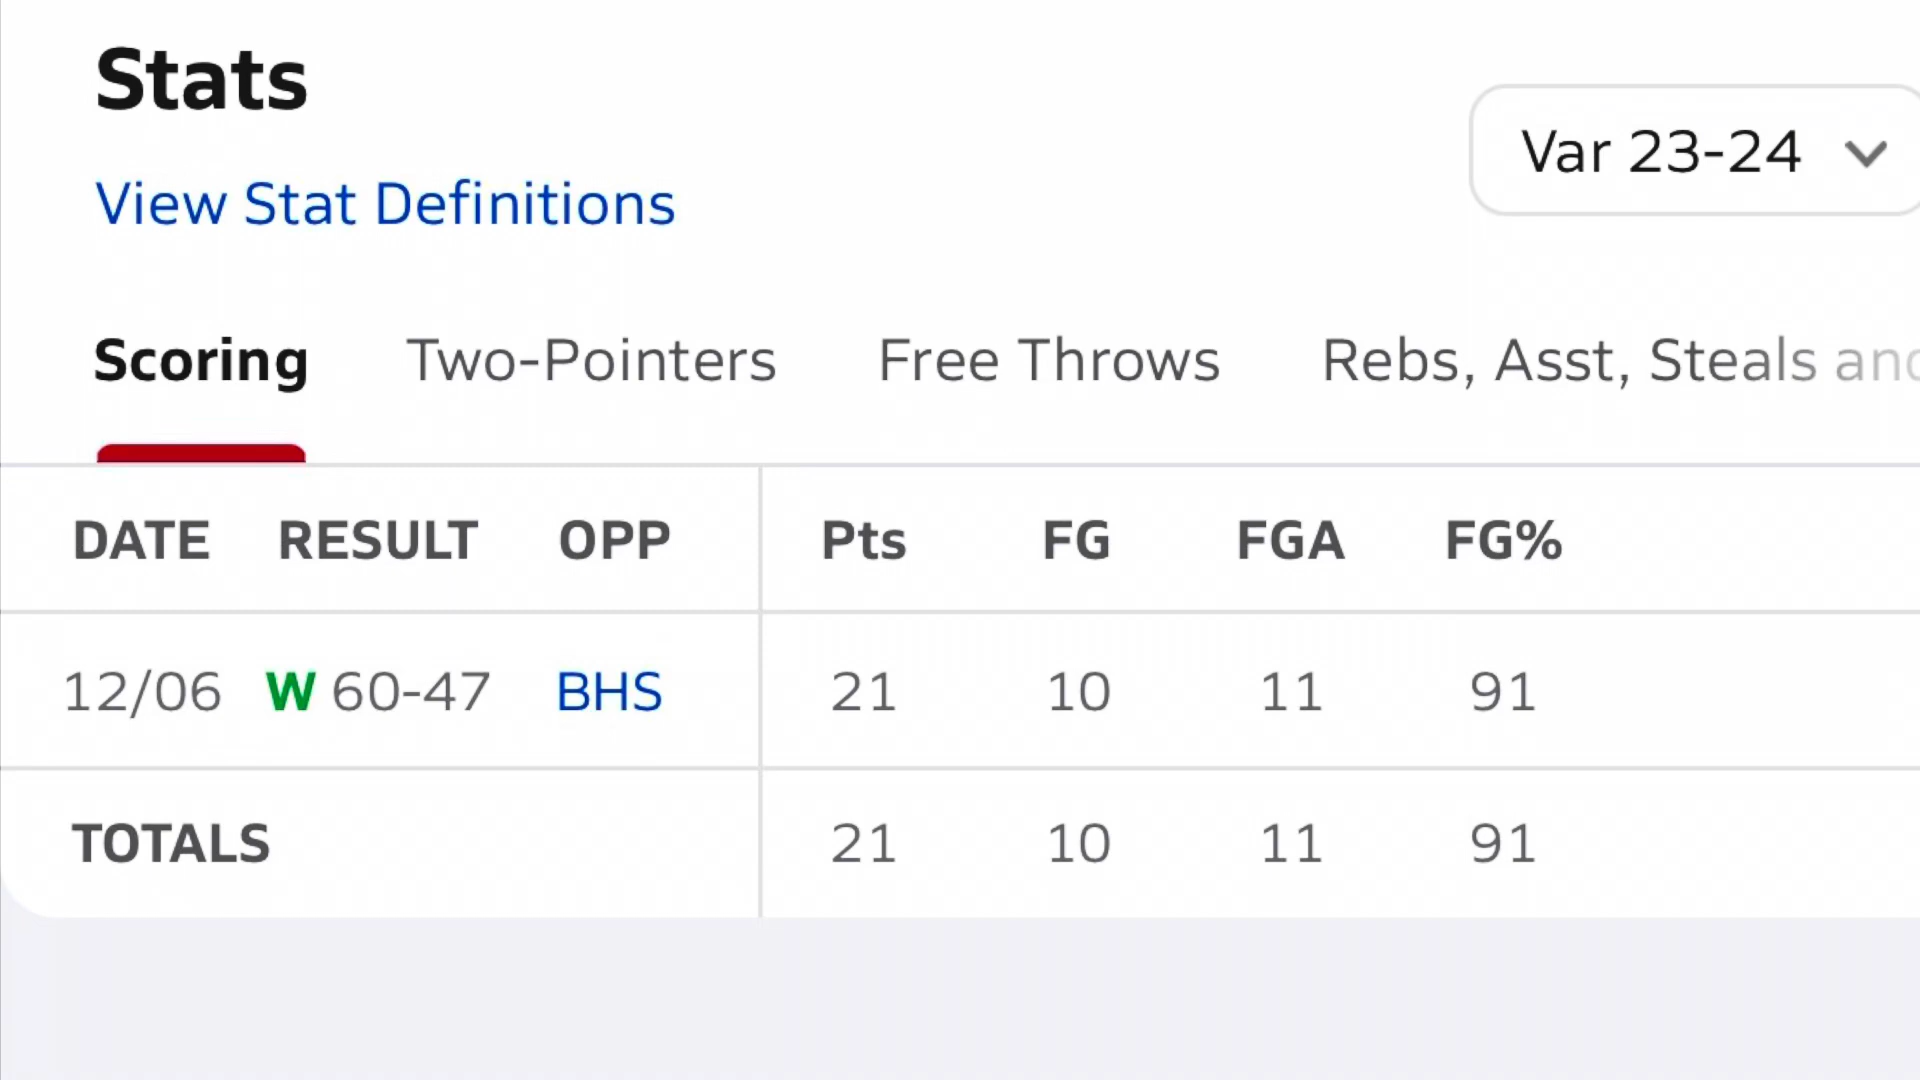 Stats
Var 23-24
View Stat Definitions
Scoring Two-Pointers Free Throws Rebs, Asst, Steals and
DATE RESULT OPP Pts FG FGA FG%
12/06 W 60-47 BHS 21 10 11 91
TOTALS 21 10 11 91